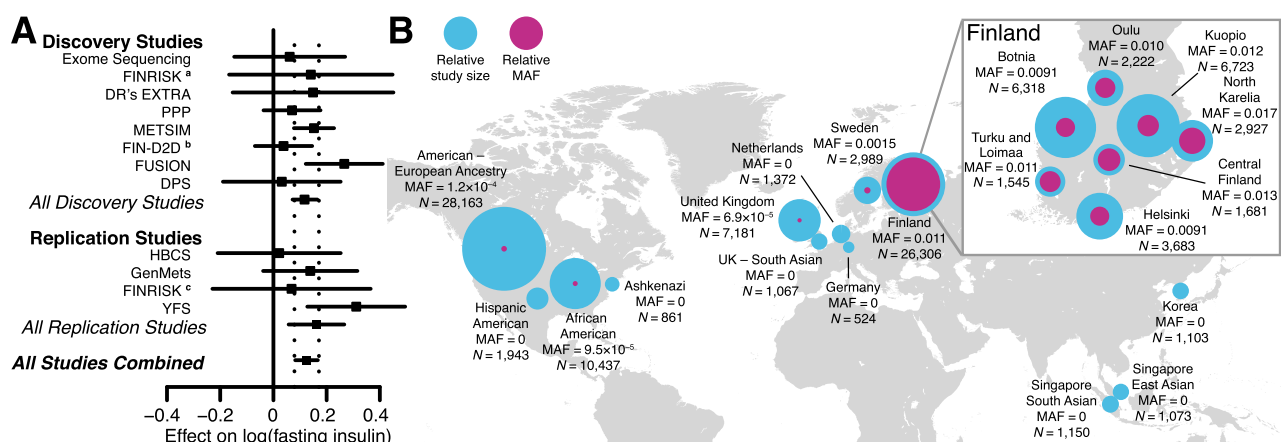 A
Discovery Studies
Exome Sequencing
FINRISK a
DR's EXTRA
PPP
METSIM
FIN-D2D b
FUSION
DPS
All Discovery Studies
Replication Studies
HBCS
GenMets
FINRISK c
YFS
All Replication Studies
All Studies Combined
−0.4
−0.2
0
0.2
0.4
Effect on log(fasting insulin)
B
Relative
study size
Relative
MAF
American –
European Ancestry
MAF = 1.2×10⁻⁴
N = 28,163
Hispanic
American
MAF = 0
N = 1,943
African
American
MAF = 9.5×10⁻⁵
N = 10,437
Ashkenazi
MAF = 0
N = 861
United Kingdom
MAF = 6.9×10⁻⁵
N = 7,181
Netherlands
MAF = 0
N = 1,372
Sweden
MAF = 0.0015
N = 2,989
UK – South Asian
MAF = 0
N = 1,067
Germany
MAF = 0
N = 524
Finland
MAF = 0.011
N = 26,306
Finland
Botnia
MAF = 0.0091
N = 6,318
Oulu
MAF = 0.010
N = 2,222
Kuopio
MAF = 0.012
N = 6,723
North
Karelia
MAF = 0.017
N = 2,927
Turku and
Loimaa
MAF = 0.011
N = 1,545
Central
Finland
MAF = 0.013
N = 1,681
Helsinki
MAF = 0.0091
N = 3,683
Korea
MAF = 0
N = 1,103
Singapore
South Asian
MAF = 0
N = 1,150
Singapore
East Asian
MAF = 0
N = 1,073